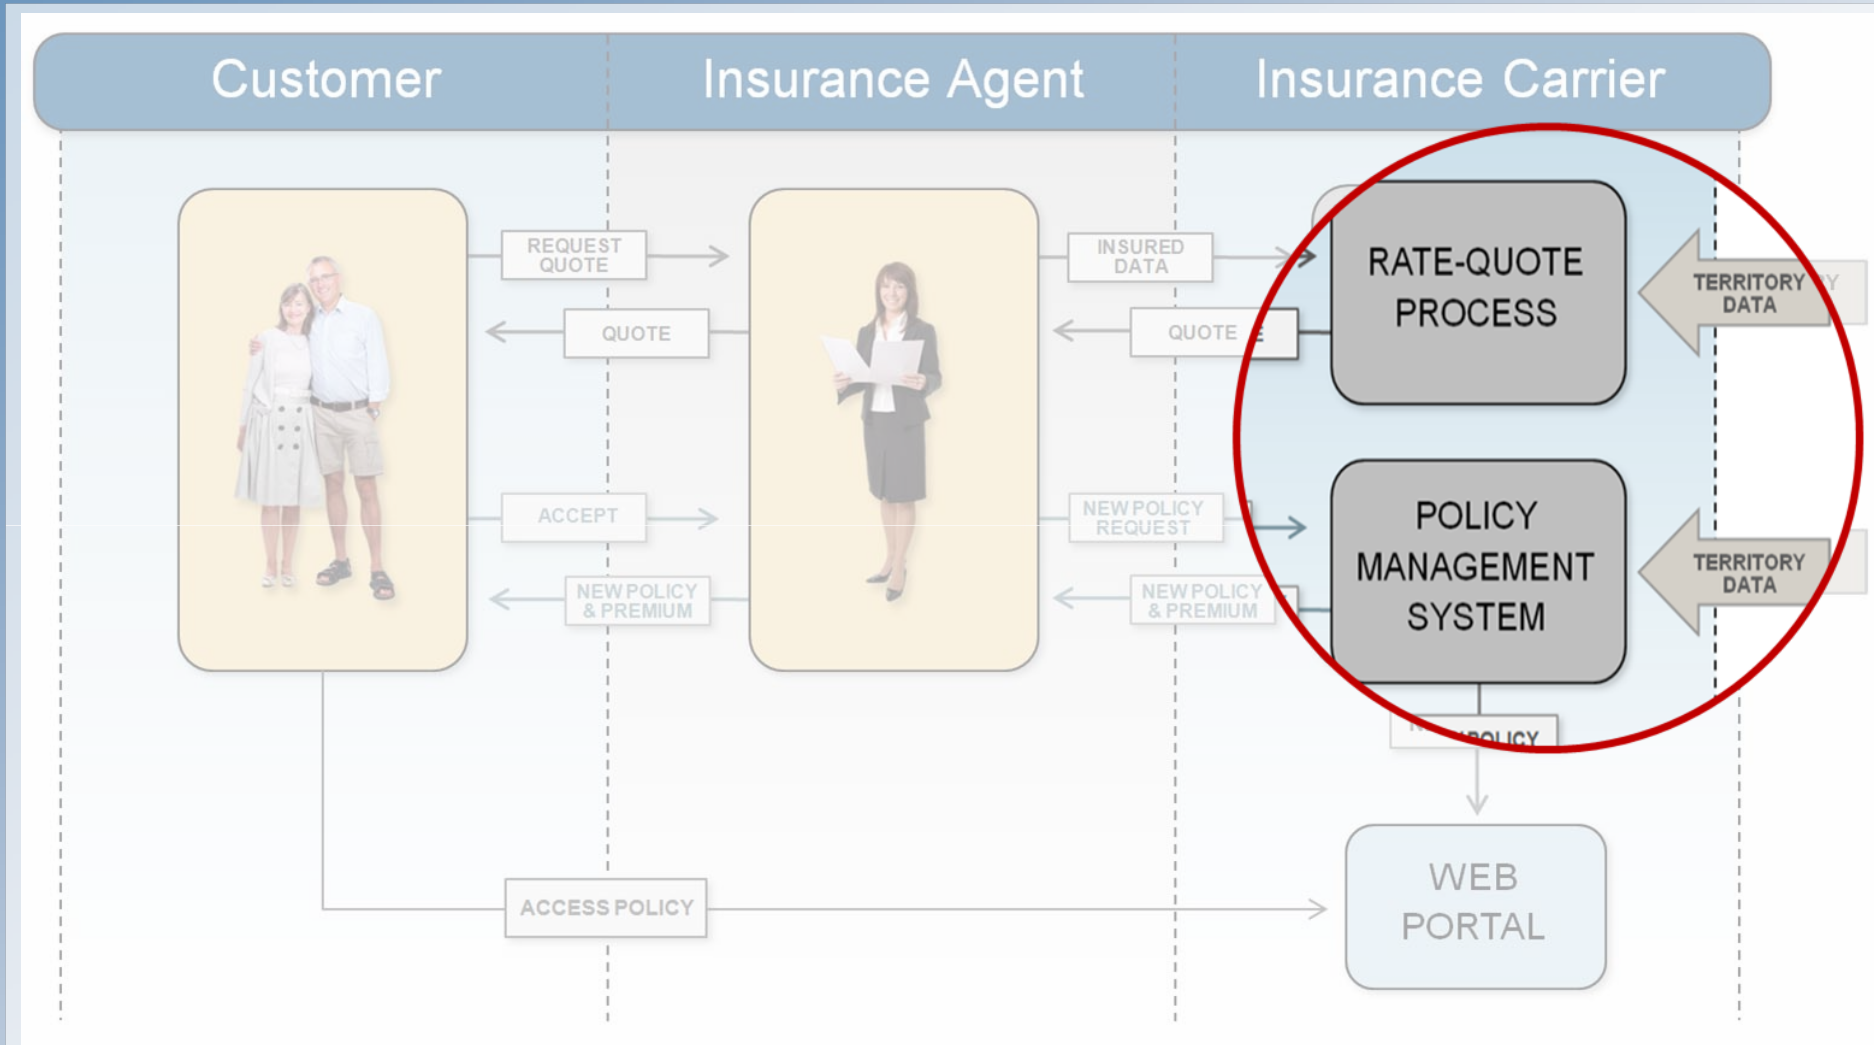 Customer
Insurance Agent
Insurance Carrier
REQUEST
QUOTE
INSURED
DATA
RATE-QUOTE
PROCESS
TERRITORY
DATA
QUOTE
QUOTE
ACCEPT
NEW POLICY
REQUEST
POLICY
MANAGEMENT
SYSTEM
TERRITORY
DATA
NEW POLICY
& PREMIUM
NEW POLICY
& PREMIUM
POLICY
ACCESS POLICY
WEB
PORTAL